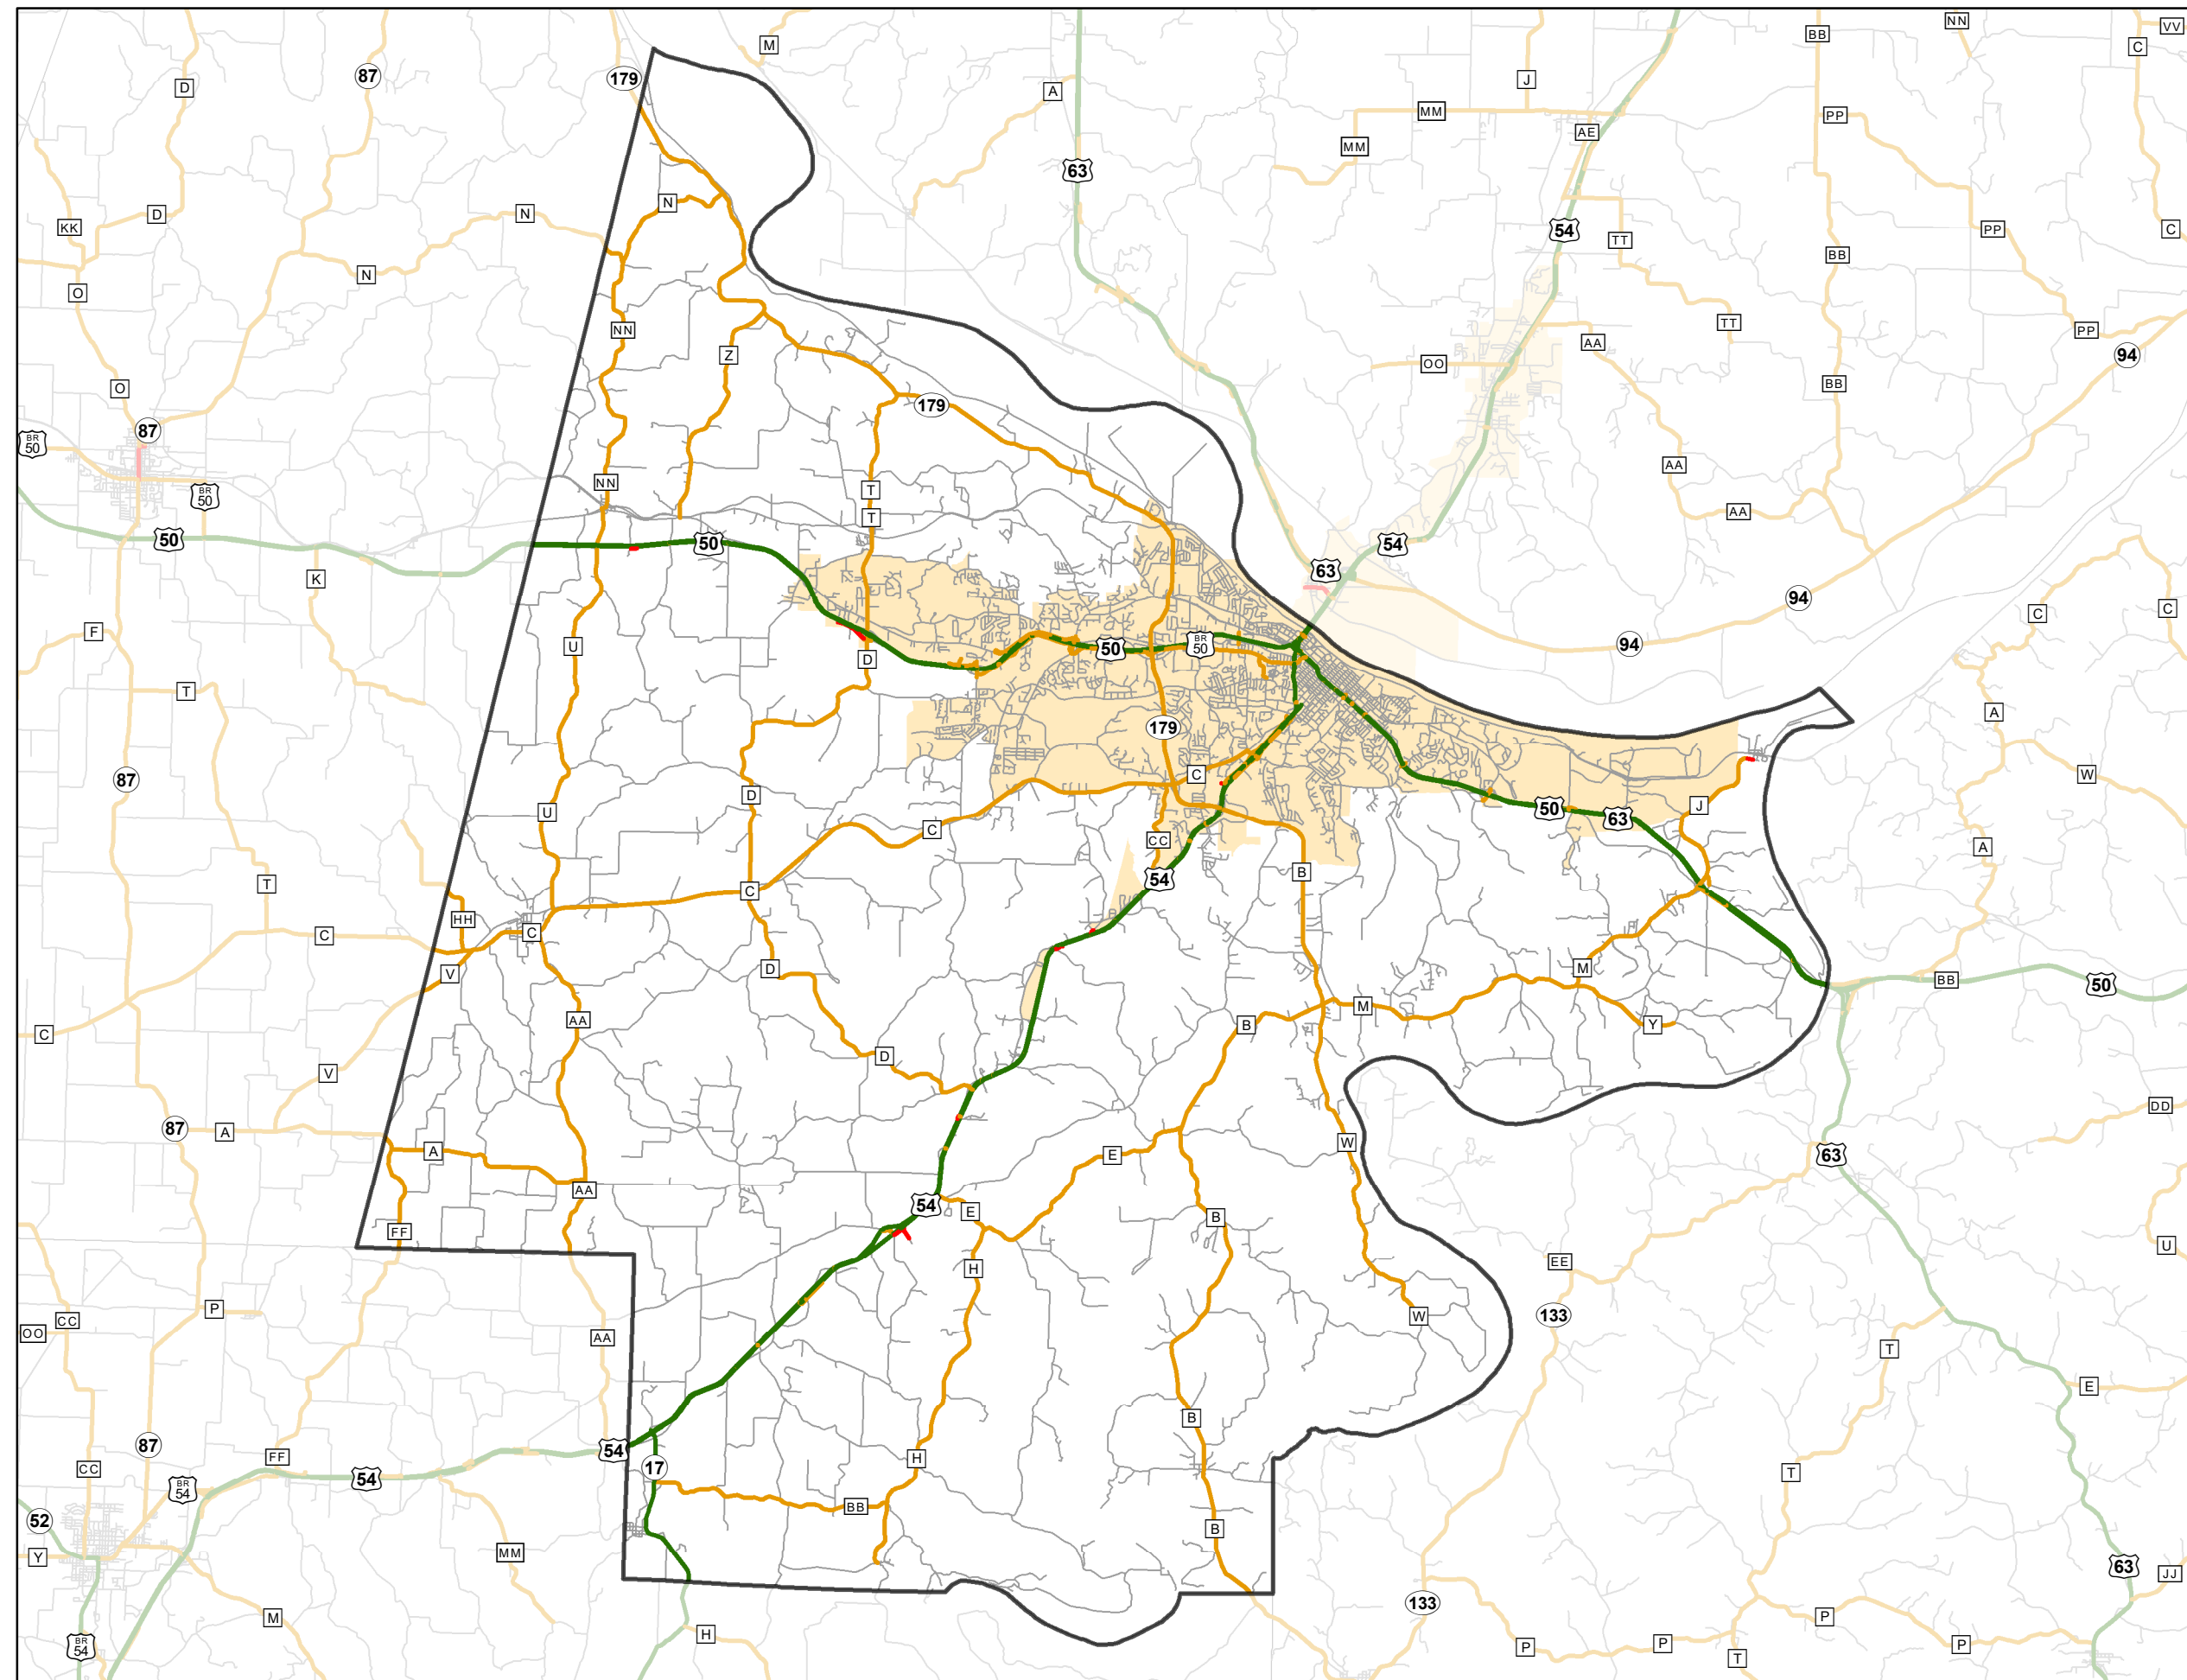 NN
VV
M
BB
C
87
179
D
J
A
MM
PP
AE
MM
63
N
D
N
KK
54
PP
C
TT
BB
N
O
TT
NN
PP
AA
94
Z
OO
BB
O
179
87
BR
50
AA
NN
T
BR
50
AA
T
50
50
54
63
K
94
C
C
F
U
94
BR
50
50
D
T
A
179
87
W
C
D
J
50
U
63
C
CC
A
B
54
T
C
HH
C
C
M
D
V
BB
50
M
AA
B
Y
C
D
V
DD
87
A
W
A
E
63
AA
54
E
B
FF
U
EE
H
P
133
W
CC
OO
AA
T
E
B
87
54
FF
H
17
CC
T
54
BR
54
BB
52
B
MM
Y
63
JJ
133
M
P
H
P
P
P
BR
54
T